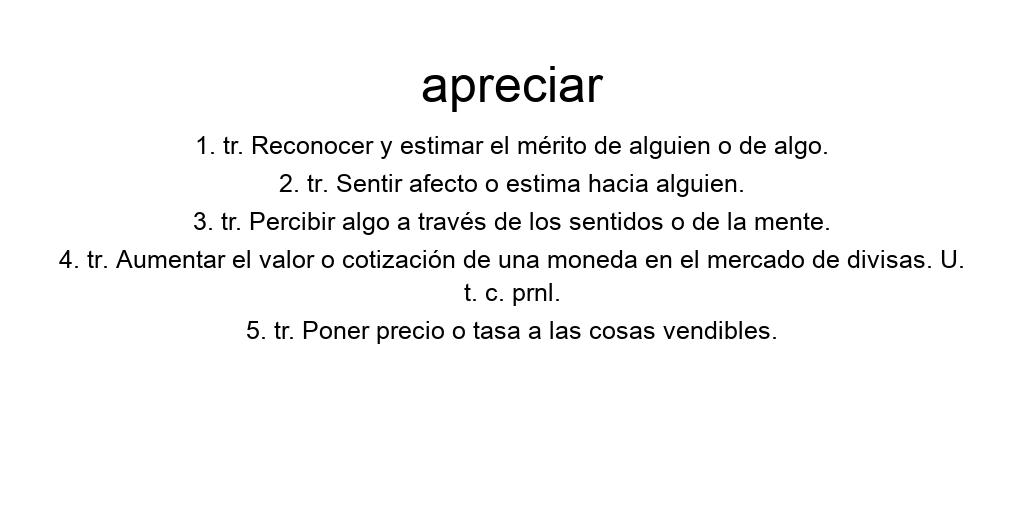 apreciar
1. tr. Reconocer y estimar el mérito de alguien o de algo.
2. tr. Sentir afecto o estima hacia alguien.
3. tr. Percibir algo a través de los sentidos o de la mente.
4. tr. Aumentar el valor o cotización de una moneda en el mercado de divisas. U.
t. c. prnl.
5. tr. Poner precio o tasa a las cosas vendibles.